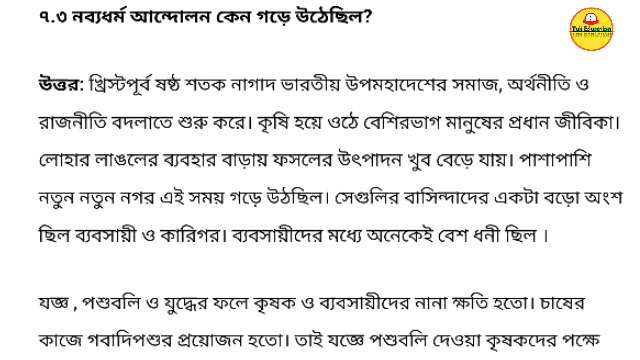 ৭.৩ নব্যধর্ম আন্দোলন কেন গড়ে উঠেছিল?
Tuli Education
উত্তর: খ্রিস্টপূর্ব ষষ্ঠ শতক নাগাদ ভারতীয় উপমহাদেশের সমাজ, অর্থনীতি ও
রাজনীতি বদলাতে শুরু করে। কৃষি হয়ে ওঠে বেশিরভাগ মানুষের প্রধান জীবিকা।
লোহার লাঙলের ব্যবহার বাড়ায় ফসলের উৎপাদন খুব বেড়ে যায়। পাশাপাশি
নতুন নতুন নগর এই সময় গড়ে উঠছিল। সেগুলির বাসিন্দাদের একটা বড়ো অংশ
ছিল ব্যবসায়ী ও কারিগর। ব্যবসায়ীদের মধ্যে অনেকেই বেশ ধনী ছিল ।
যজ্ঞ , পশুবলি ও যুদ্ধের ফলে কৃষক ও ব্যবসায়ীদের নানা ক্ষতি হতো। চাষের
কাজে গবাদিপশুর প্রয়োজন হতো। তাই যজ্ঞে পশুবলি দেওয়া কৃষকদের পক্ষে